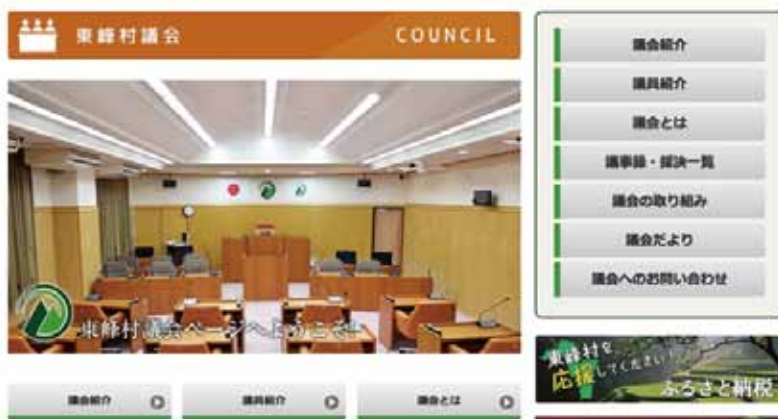 東峰村議会
COUNCIL
東峰村議会ページへようこそ!
議会紹介
議員紹介
議会とは
議会紹介
議員紹介
議会とは
議事録・採決一覧
議会の取り組み
議会だより
議会へのお問い合わせ
東峰村を
応援してください!
ふるさと納税